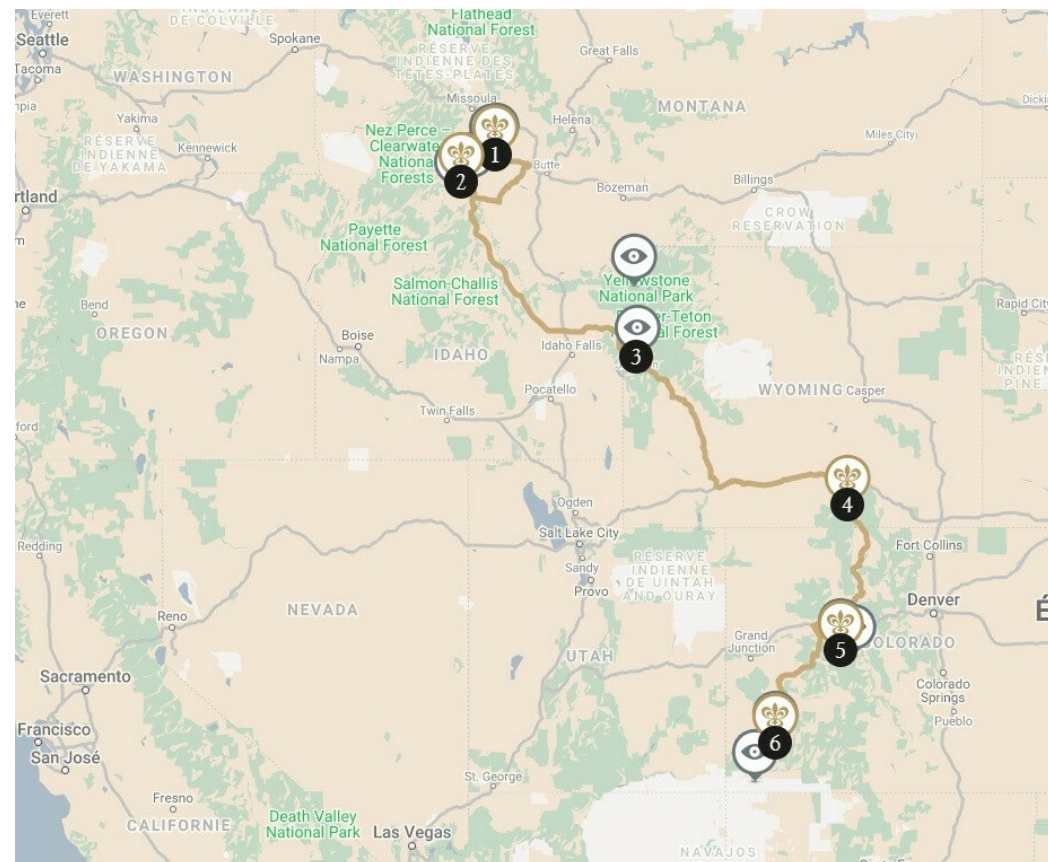 Everett
INDIENNE
DE COLVILLE
Flathead
National Forest
Seattle
Spokane
Great Falls
RÉSERVE
INDIENNE DES
TÊTES-PLATES
Tacoma
WASHINGTON
Missoula
MONTANA
Helena
Yakima
Nez Perce –
Clearwater
National
Forests
RÉSERVE
INDIENNE
DE YAKAMA
Kennewick
Miles City
1
Butte
2
Bozeman
Billings
rtland
CROW
RESERVATION
Payette
National Forest
Yellowstone
National Park
Salmon-Challis
National Forest
Rapid City
Bend
OREGON
Boise
Nampa
IDAHO
Idaho Falls
3
WYOMING
Casper
Pocatello
Twin Falls
Ogden
4
Salt Lake City
Redding
Sandy
Provo
RÉSERVE
INDIENNE
DE UINTAH
AND OURAY
Fort Collins
NEVADA
Reno
Denver
5
COLORADO
Grand
Junction
UTAH
Sacramento
Colorado
Springs
Pueblo
6
Francisco
San José
St. George
Fresno
CALIFORNIE
Death Valley
National Park
Las Vegas
NAVAJOS